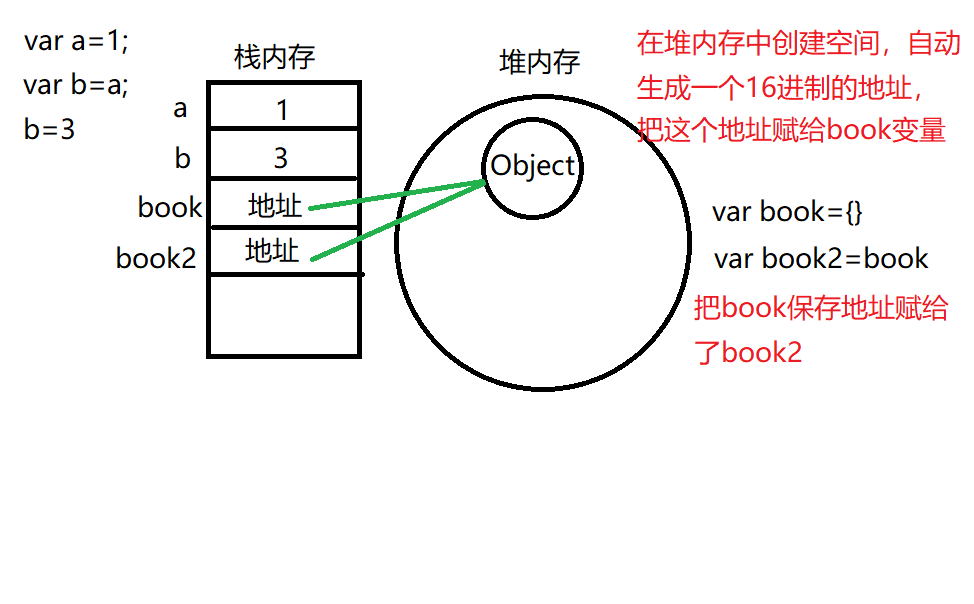 var a=1;
var b=a;
b=3
栈内存
a
1
b
3
book
地址
book2
地址
堆内存
Object
在堆内存中创建空间，自动
生成一个16进制的地址，
把这个地址赋给book变量
var book={}
var book2=book
把book保存地址赋给
了book2